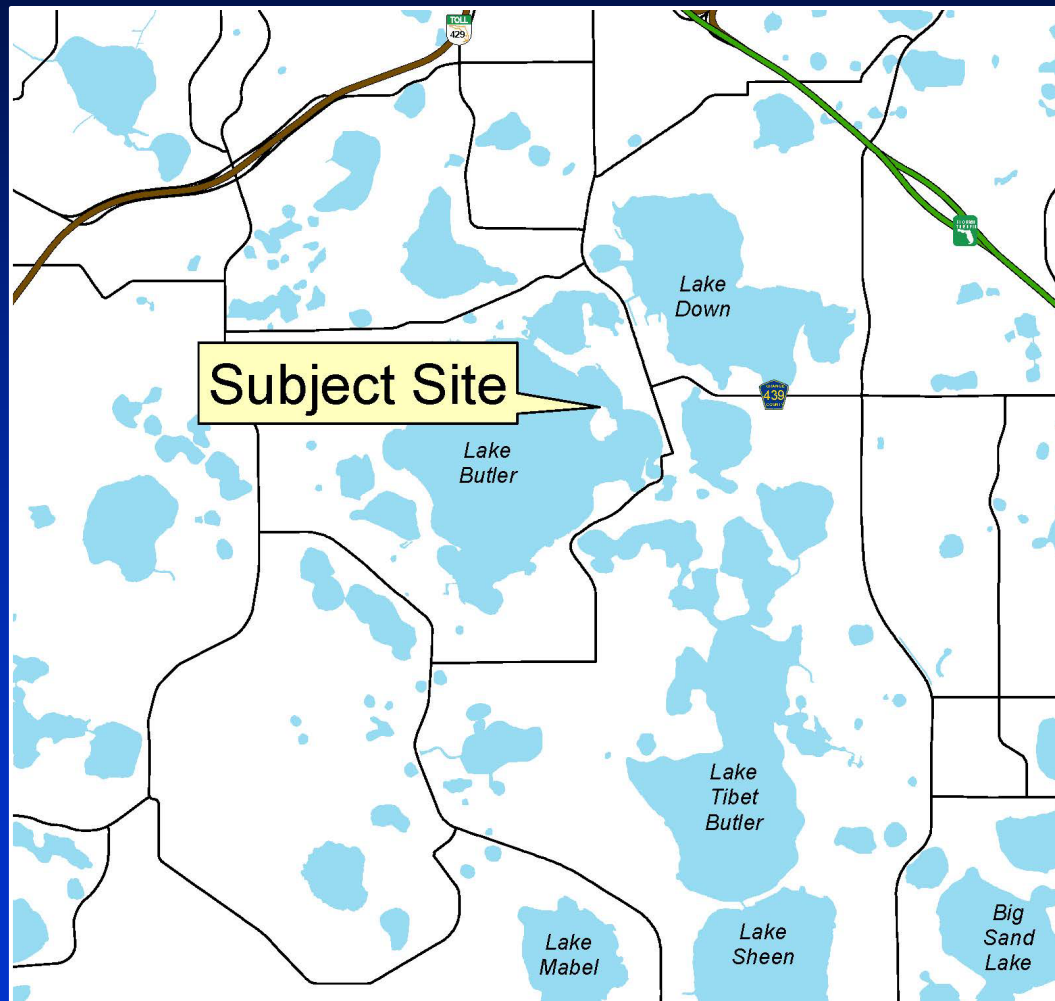 TOLL
429
Lake
Down
Subject Site
439
COUNTY
Lake
Butler
Lake
Tibet
Butler
Lake
Mabel
Lake
Sheen
Big
Sand
Lake